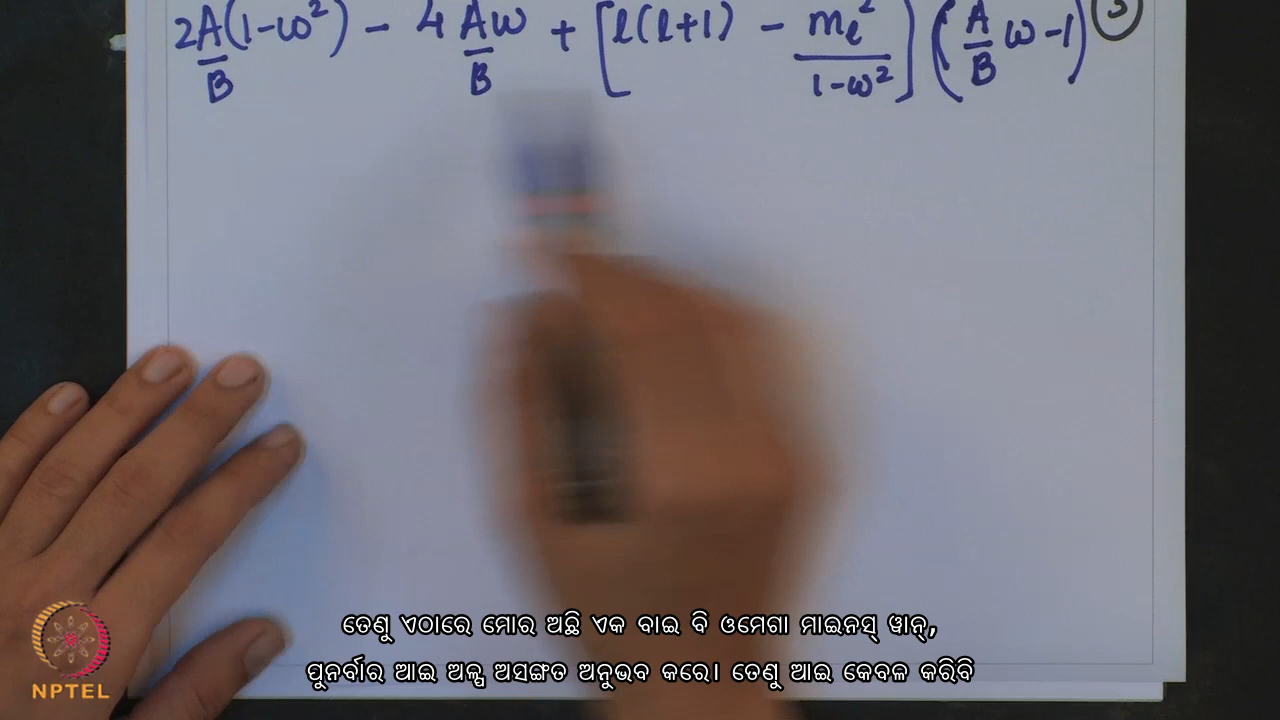 2A/B (1-ω²) - 4 A/B ω + [l(l+1) - m_l²/(1-ω²)] (A/B ω - 1) ③
ତେଣୁ ଏଠାରେ ମୋର ଅଛି ଏକ ବାଇ ବି ଓମେଗା ମାଇନସ୍ ୱାନ୍,
ପୁନର୍ବାର ଆଇ ଅଳ୍ପ ଅସଙ୍ଗତ ଅନୁଭବ କରେ। ତେଣୁ ଆଇ କେବଳ କରିବି
NPTEL